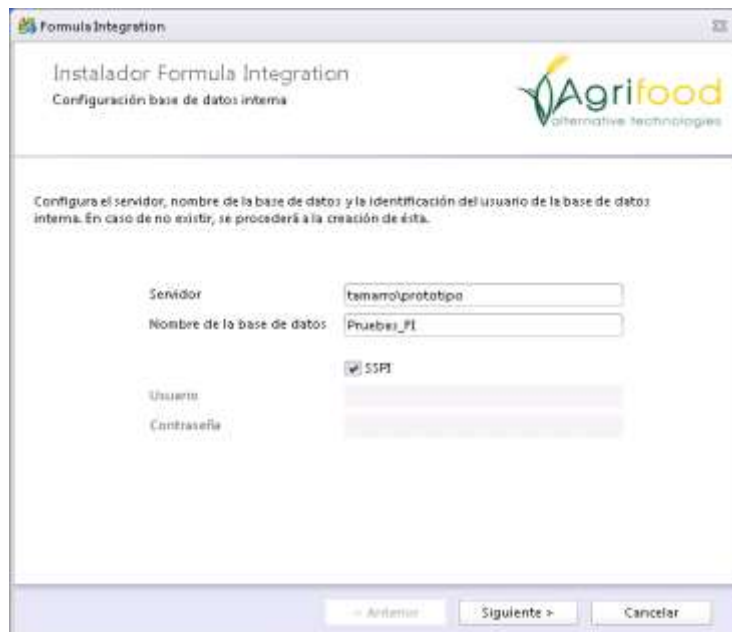 Formula Integration
Instalador Formula Integration
Configuración base de datos interna
Agrifood
alternative technologies
Configura el servidor, nombre de la base de datos y la identificación del usuario de la base de datos
interna. En caso de no existir, se procederá a la creación de ésta.
Servidor tamarro\prototipo
Nombre de la base de datos Pruebas_FI
SSPI
Usuario
Contraseña
< Anterior Siguiente > Cancelar